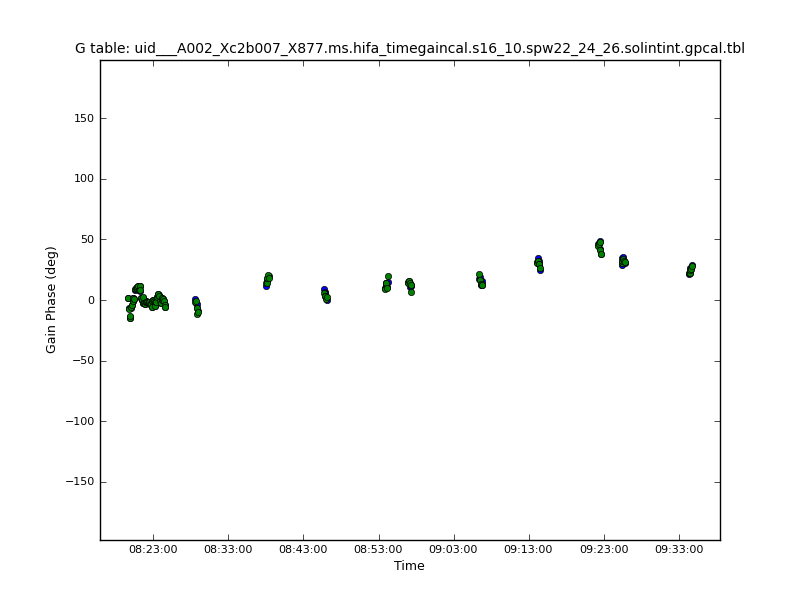 G table: uid___A002_Xc2b007_X877.ms.hifa_timegaincal.s16_10.spw22_24_26.solintint.gpcal.tbl
150
100
50
0
−50
−100
−150
Gain Phase (deg)
08:23:00 08:33:00 08:43:00 08:53:00 09:03:00 09:13:00 09:23:00 09:33:00
Time